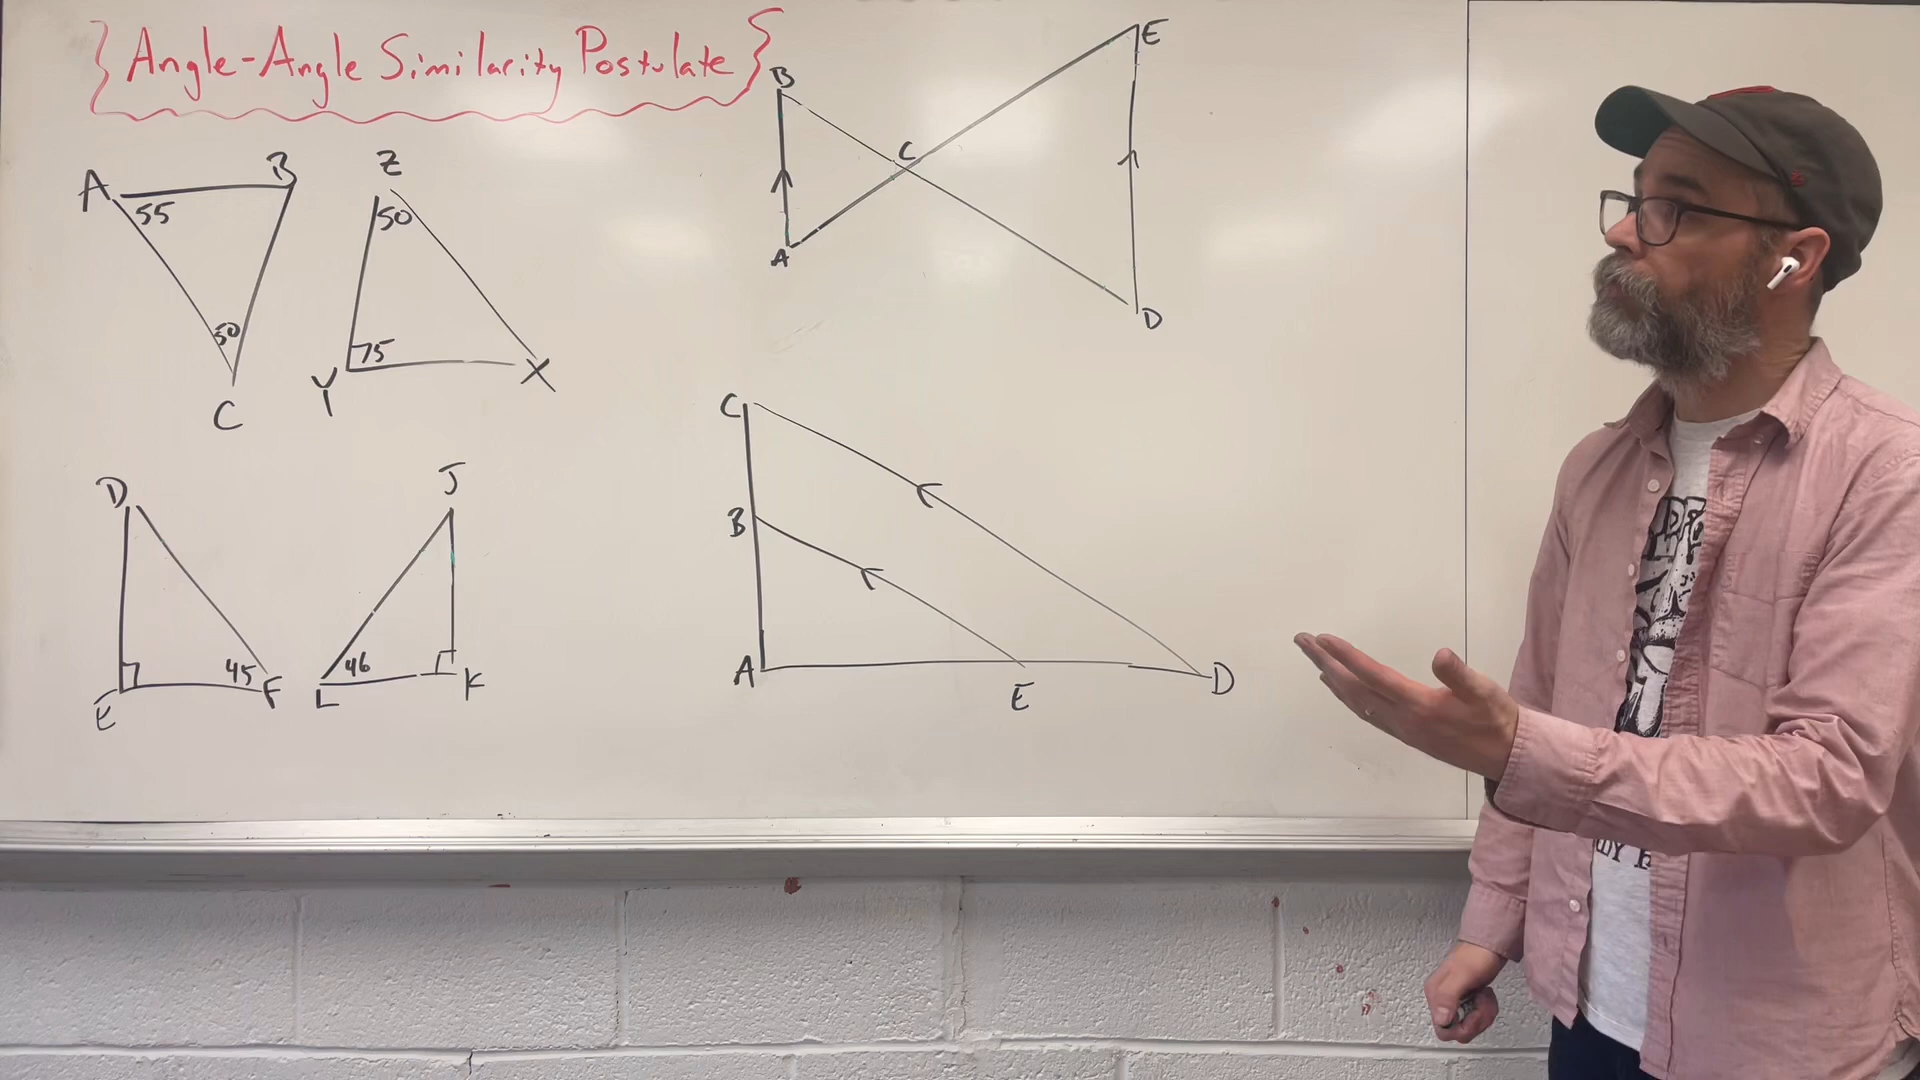 Angle-Angle Similarity Postulate
A B
55
50
C
Z
50
75
Y X
D
45
E F
J
46
L K
B E
C
A
D
C
B
A
E D